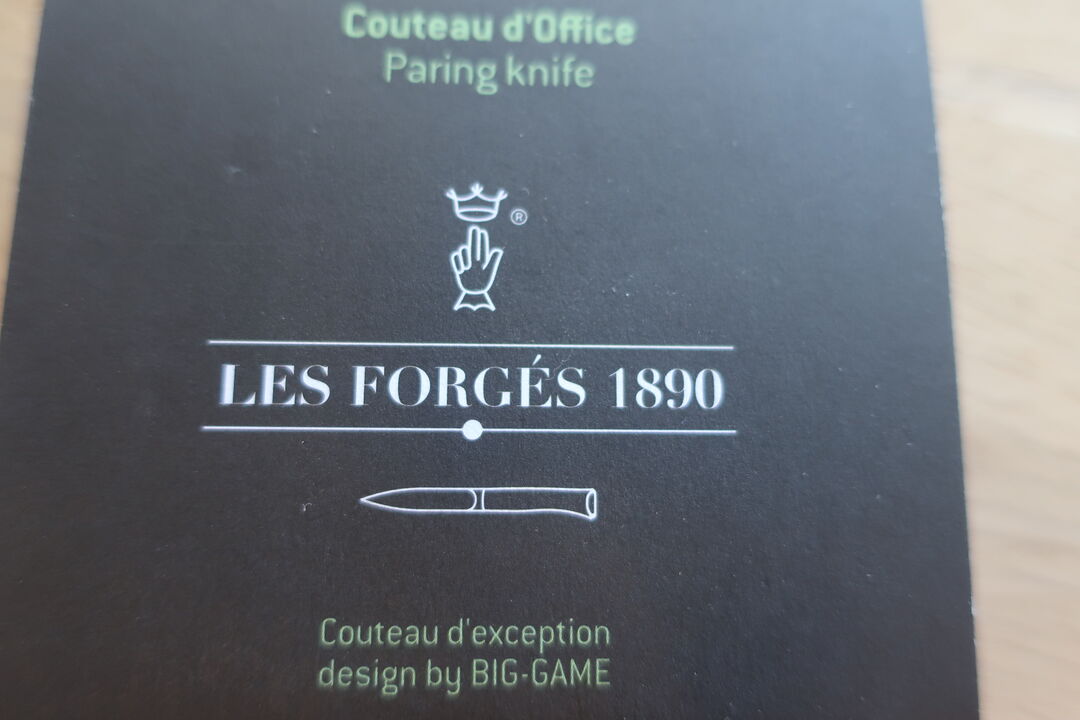 Couteau d'Office
Paring knife
®
LES FORGÉS 1890
Couteau d'exception
design by BIG-GAME